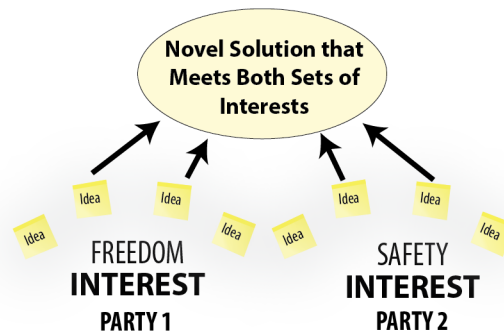 Novel Solution that
Meets Both Sets of
Interests
Idea
Idea
Idea
Idea
Idea
Idea
Idea
Idea
FREEDOM
INTEREST
PARTY 1
SAFETY
INTEREST
PARTY 2